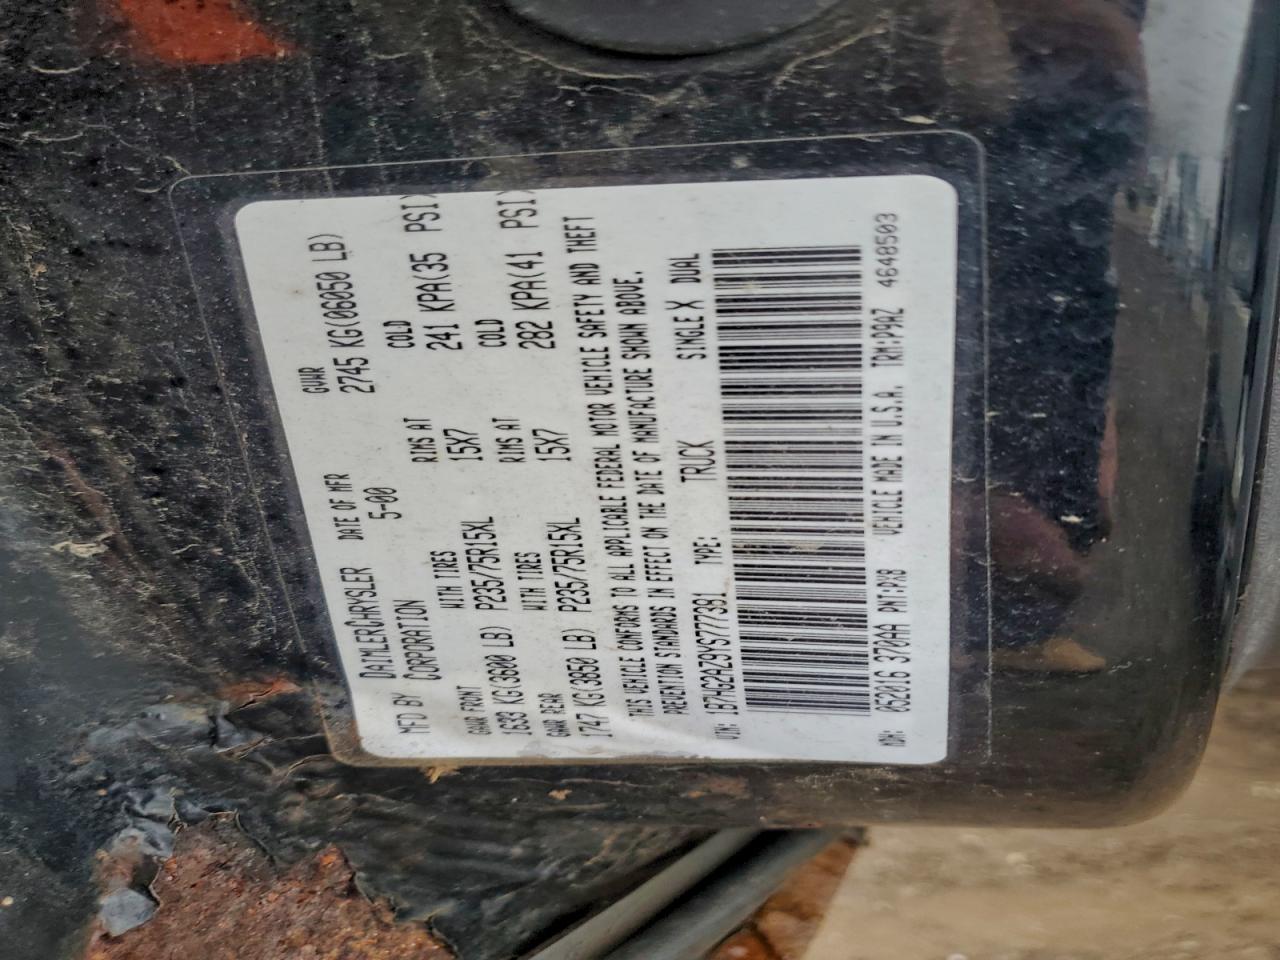 MFD BY DAIMLERCHRYSLER CORPORATION DATE OF MFR 5-00 GVWR 2745 KG(06050 LB)
GAWR FRONT WITH TIRES RIMS AT COLD
1633 KG(3600 LB) P235/75R15XL 15X7 241 KPA(35 PSI)
GAWR REAR WITH TIRES RIMS AT COLD
1747 KG(3850 LB) P235/75R15XL 15X7 282 KPA(41 PSI)
THIS VEHICLE CONFORMS TO ALL APPLICABLE FEDERAL MOTOR VEHICLE SAFETY AND THEFT
PREVENTION STANDARDS IN EFFECT ON THE DATE OF MANUFACTURE SHOWN ABOVE.
VIN: 1B7HG2AZ9YS777391 TYPE: TRUCK SINGLE X DUAL
MDH: 052016 370AA PNT:PX8 VEHICLE MADE IN U.S.A. TRM:P9AZ 4648503